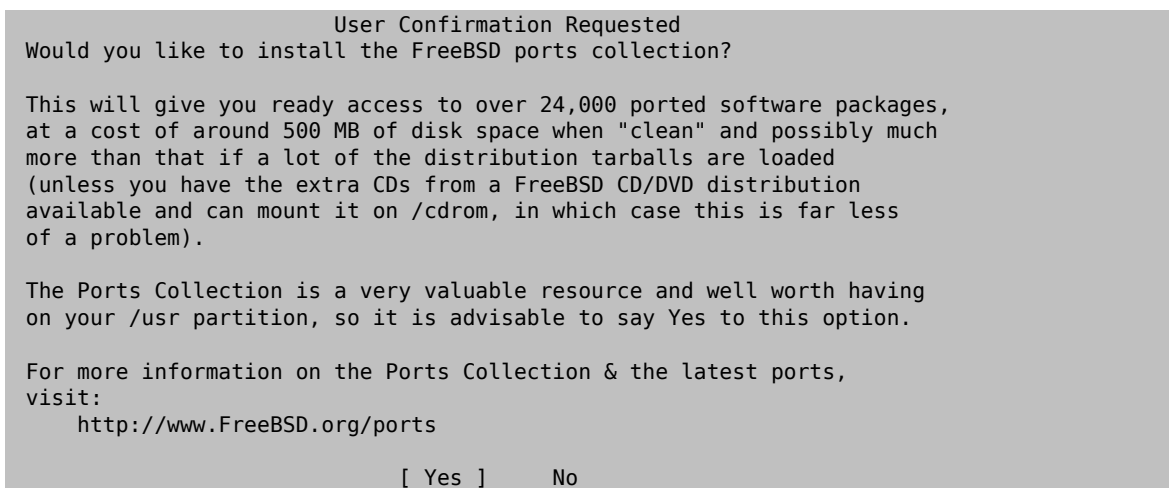 User Confirmation Requested
Would you like to install the FreeBSD ports collection?
This will give you ready access to over 24,000 ported software packages,
at a cost of around 500 MB of disk space when "clean" and possibly much
more than that if a lot of the distribution tarballs are loaded
(unless you have the extra CDs from a FreeBSD CD/DVD distribution
available and can mount it on /cdrom, in which case this is far less
of a problem).
The Ports Collection is a very valuable resource and well worth having
on your /usr partition, so it is advisable to say Yes to this option.
For more information on the Ports Collection & the latest ports,
visit:
http://www.FreeBSD.org/ports
[ Yes ] No